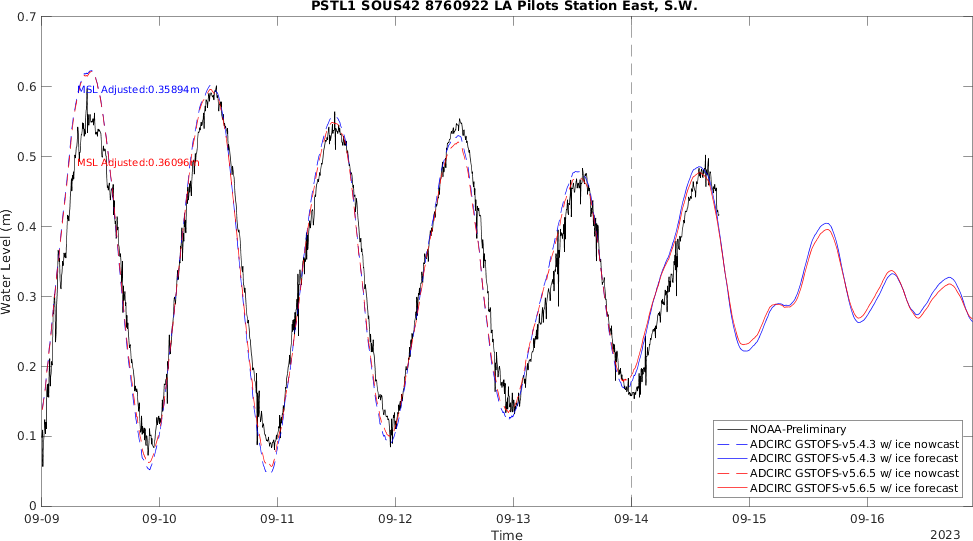 PSTL1 SOUS42 8760922 LA Pilots Station East, S.W.
0.7
0.6
0.5
0.4
0.3
0.2
0.1
0
Water Level (m)
MSL Adjusted:0.35894m
MSL Adjusted:0.36096m
NOAA-Preliminary
ADCIRC GSTOFS-v5.4.3 w/ ice nowcast
ADCIRC GSTOFS-v5.4.3 w/ ice forecast
ADCIRC GSTOFS-v5.6.5 w/ ice nowcast
ADCIRC GSTOFS-v5.6.5 w/ ice forecast
09-09 09-10 09-11 09-12 09-13 09-14 09-15 09-16
Time
2023